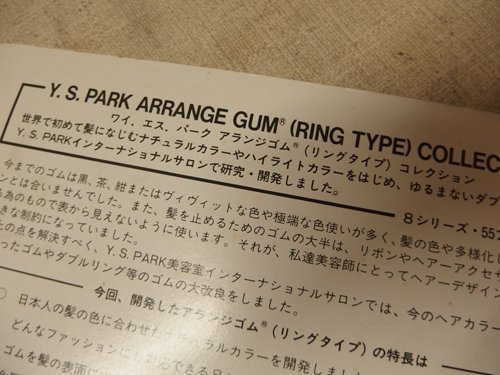 Y. S. PARK ARRANGE GUM® (RING TYPE) COLLEC
ワイ. エス. パーク アランジゴム®(リングタイプ)コレクション
世界で初めて髪になじむナチュラルカラーやハイライトカラーをはじめ、ゆるまないダブ
Y. S. PARKインターナショナルサロンで研究・開発しました。
8シリーズ・557
今までのゴムは黒、茶、紺またはヴィヴィットな色や極端な色使いが多く、髪の色や多様化し
ンとは合いませんでした。また、髪を止めるためのゴムの大半は、リボンやヘアーアクセ
る為のもので表から見えないように使います。それが、私達美容師にとってヘアーデザイン
きな制約になっていました。
の点を解決すべく、Y. S. PARK美容室インターナショナルサロンでは、今のヘアカラー
ったゴムやダブルリング等のゴムの大改良をしました。
今回、開発したアランジゴム®(リングタイプ)の特長は
○ 日本人の髪の色に合わせた
ラルカラーを開発しまし
どんなファッションにも
できる8
ゴムを髪の表面に